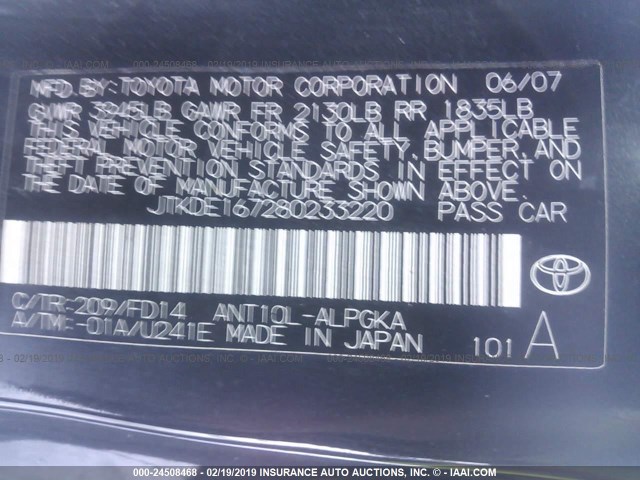 MFD.BY:TOYOTA MOTOR CORPORATION 06/07
GVWR 3945LB GAWR FR 2130LB RR 1835LB
THIS VEHICLE CONFORMS TO ALL APPLICABLE
FEDERAL MOTOR VEHICLE SAFETY,BUMPER,AND
THEFT PREVENTION STANDARDS IN EFFECT ON
THE DATE OF MANUFACTURE SHOWN ABOVE.
JTKDE167280233220 PASS CAR
C/TR:209/FD14 ANT10L-ALPGKA
A/TM:-01A/U241E MADE IN JAPAN 101 A
000-24508468 - 02/19/2019 INSURANCE AUTO AUCTIONS, INC. - © IAAI.COM